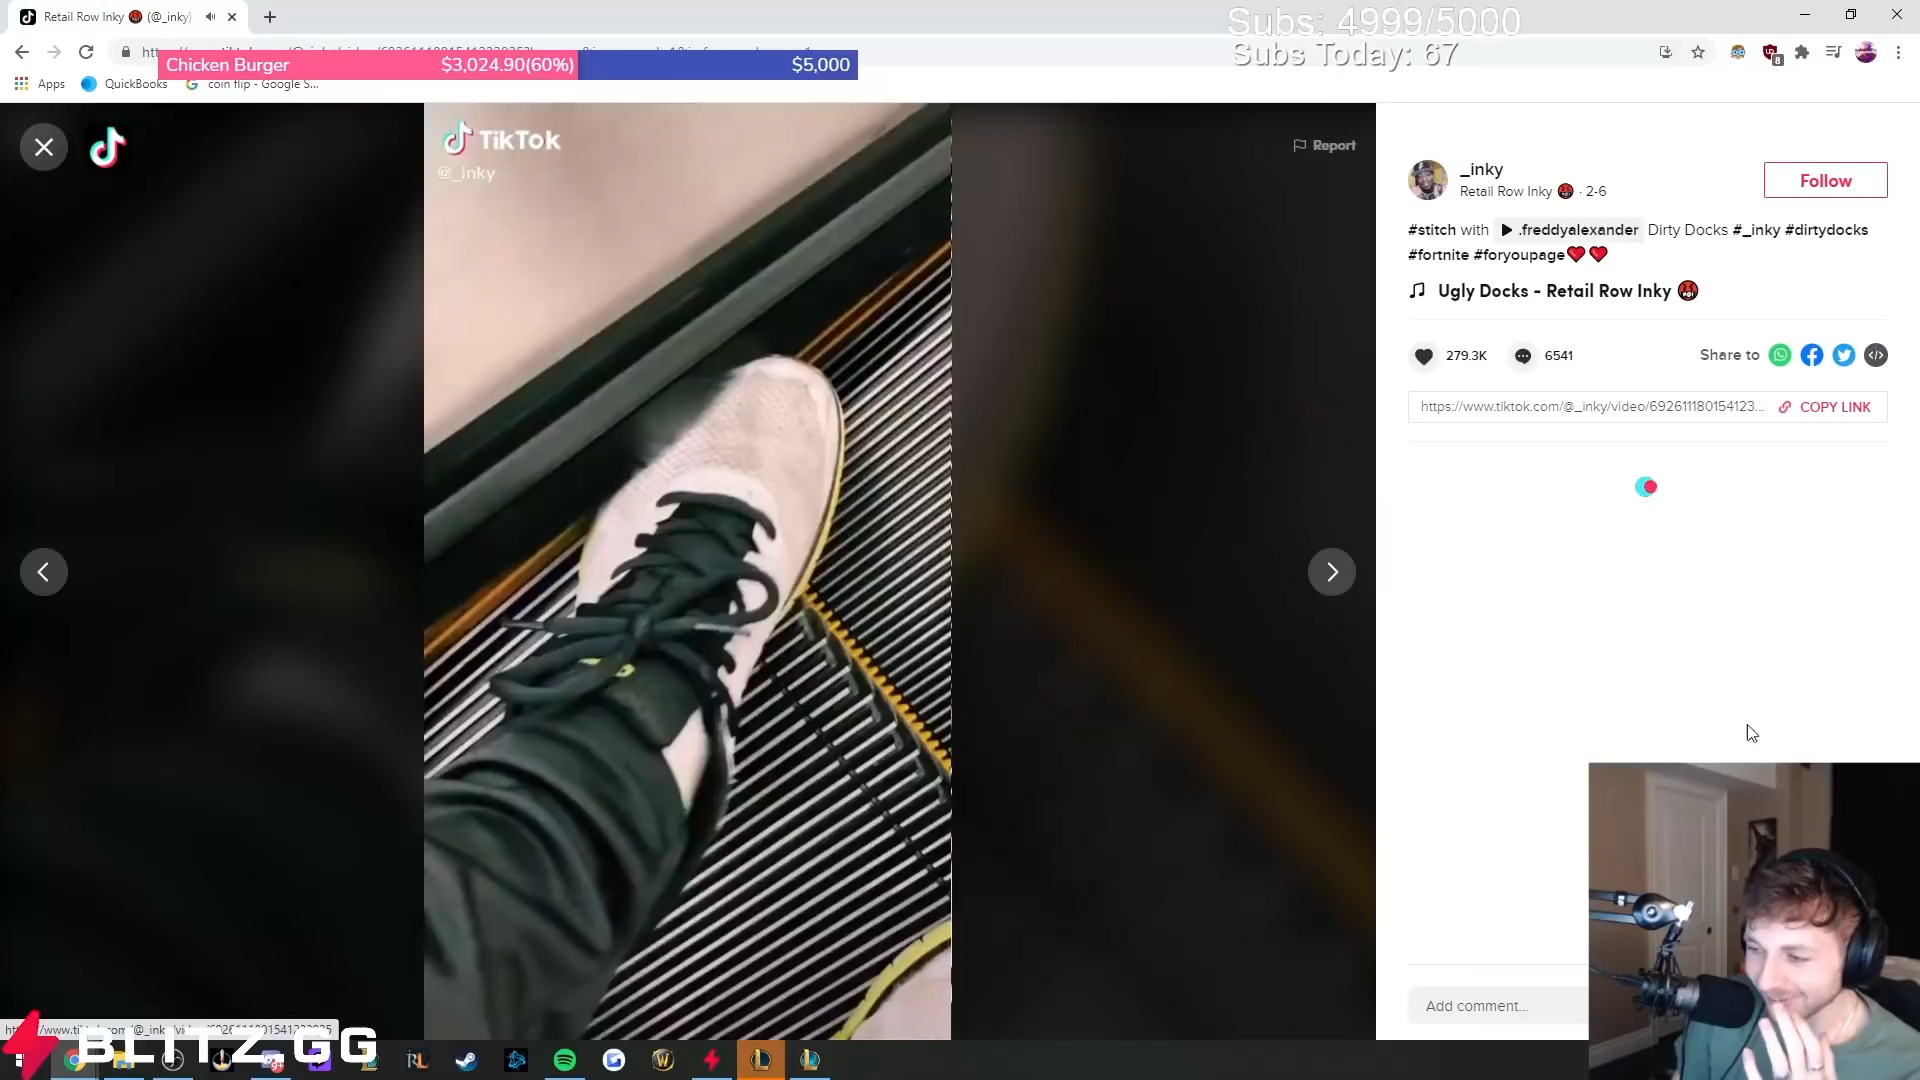 Retail Row Inky 🤬 (@_inky)
Subs: 4999/5000
Subs Today: 67
Chicken Burger $3,024.90(60%) $5,000
Apps QuickBooks coin flip - Google S...
TikTok
@_inky
Report
_inky
Retail Row Inky 🤬 · 2-6
Follow
#stitch with ▶ .freddyalexander Dirty Docks #_inky #dirtydocks
#fortnite #foryoupage❤️❤️
Ugly Docks - Retail Row Inky 🤬
279.3K 6541 Share to
https://www.tiktok.com/@_inky/video/692611180154123... COPY LINK
Add comment...
BLITZ.GG